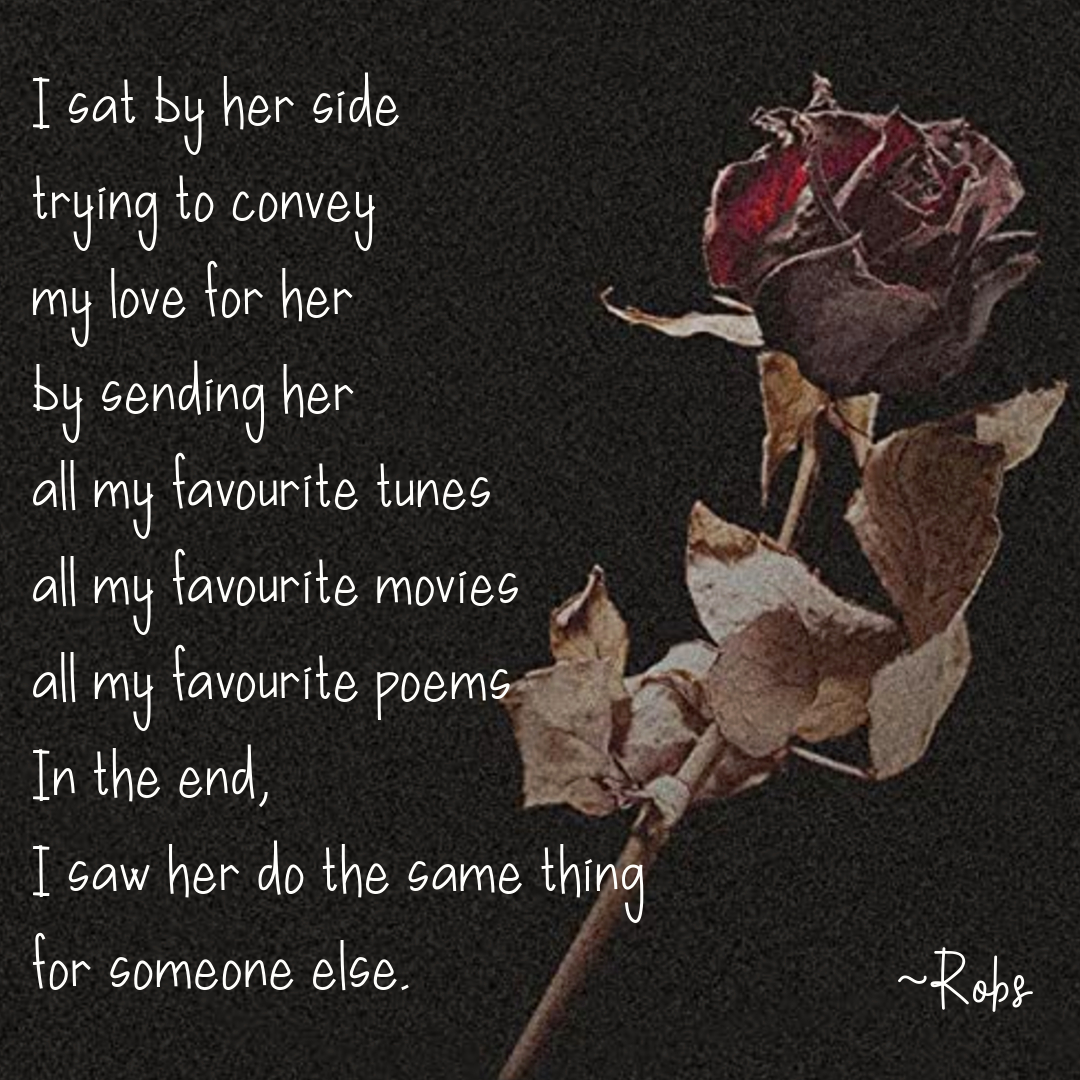 I sat by her side
trying to convey
my love for her
by sending her
all my favourite tunes
all my favourite movies
all my favourite poems
In the end,
I saw her do the same thing
for someone else.
~Robs